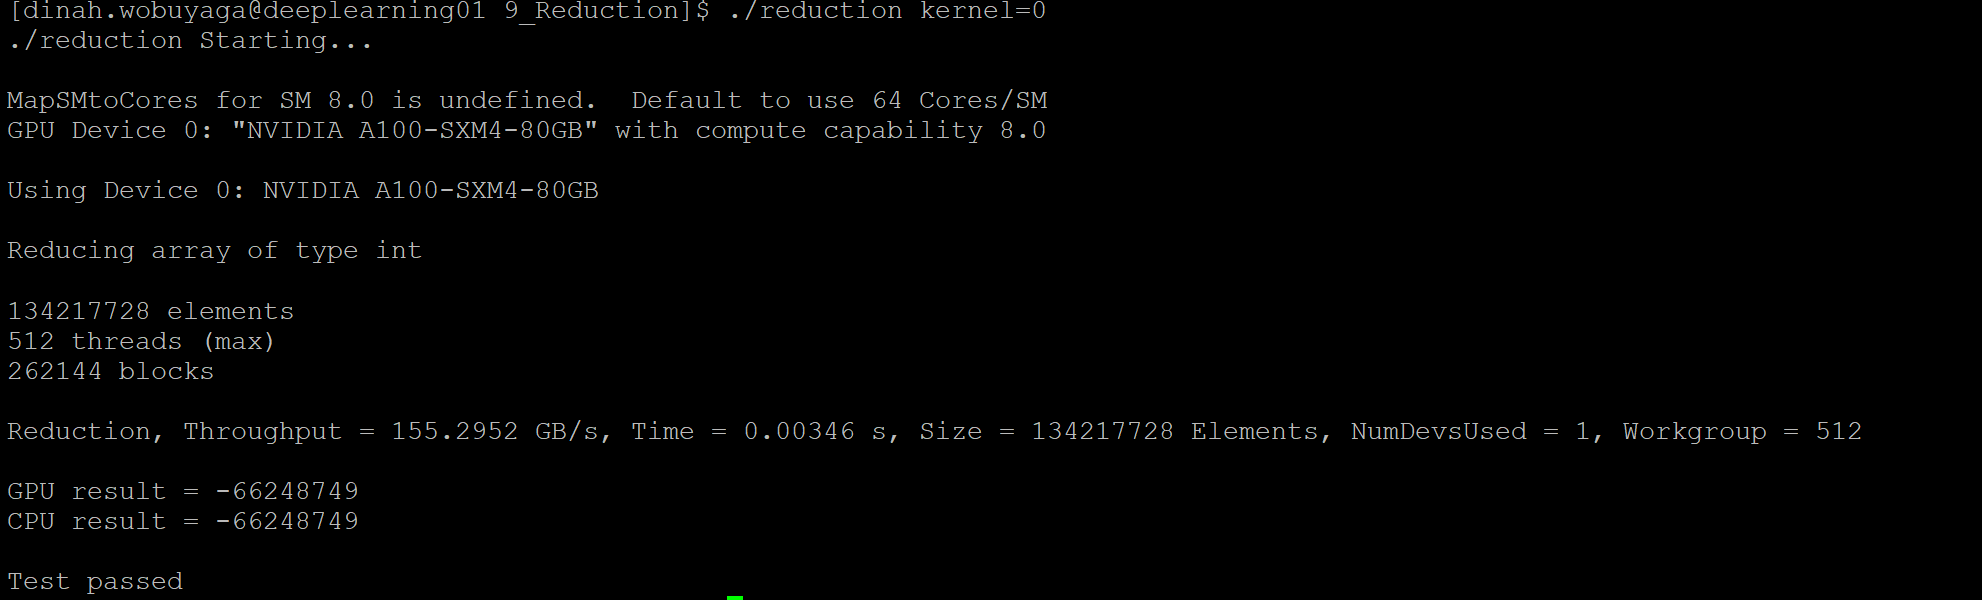 [dinah.wobuyaga@deeplearning01 9_Reduction]$ ./reduction kernel=0
./reduction Starting...
MapSMtoCores for SM 8.0 is undefined.  Default to use 64 Cores/SM
GPU Device 0: "NVIDIA A100-SXM4-80GB" with compute capability 8.0
Using Device 0: NVIDIA A100-SXM4-80GB
Reducing array of type int
134217728 elements
512 threads (max)
262144 blocks
Reduction, Throughput = 155.2952 GB/s, Time = 0.00346 s, Size = 134217728 Elements, NumDevsUsed = 1, Workgroup = 512
GPU result = -66248749
CPU result = -66248749
Test passed